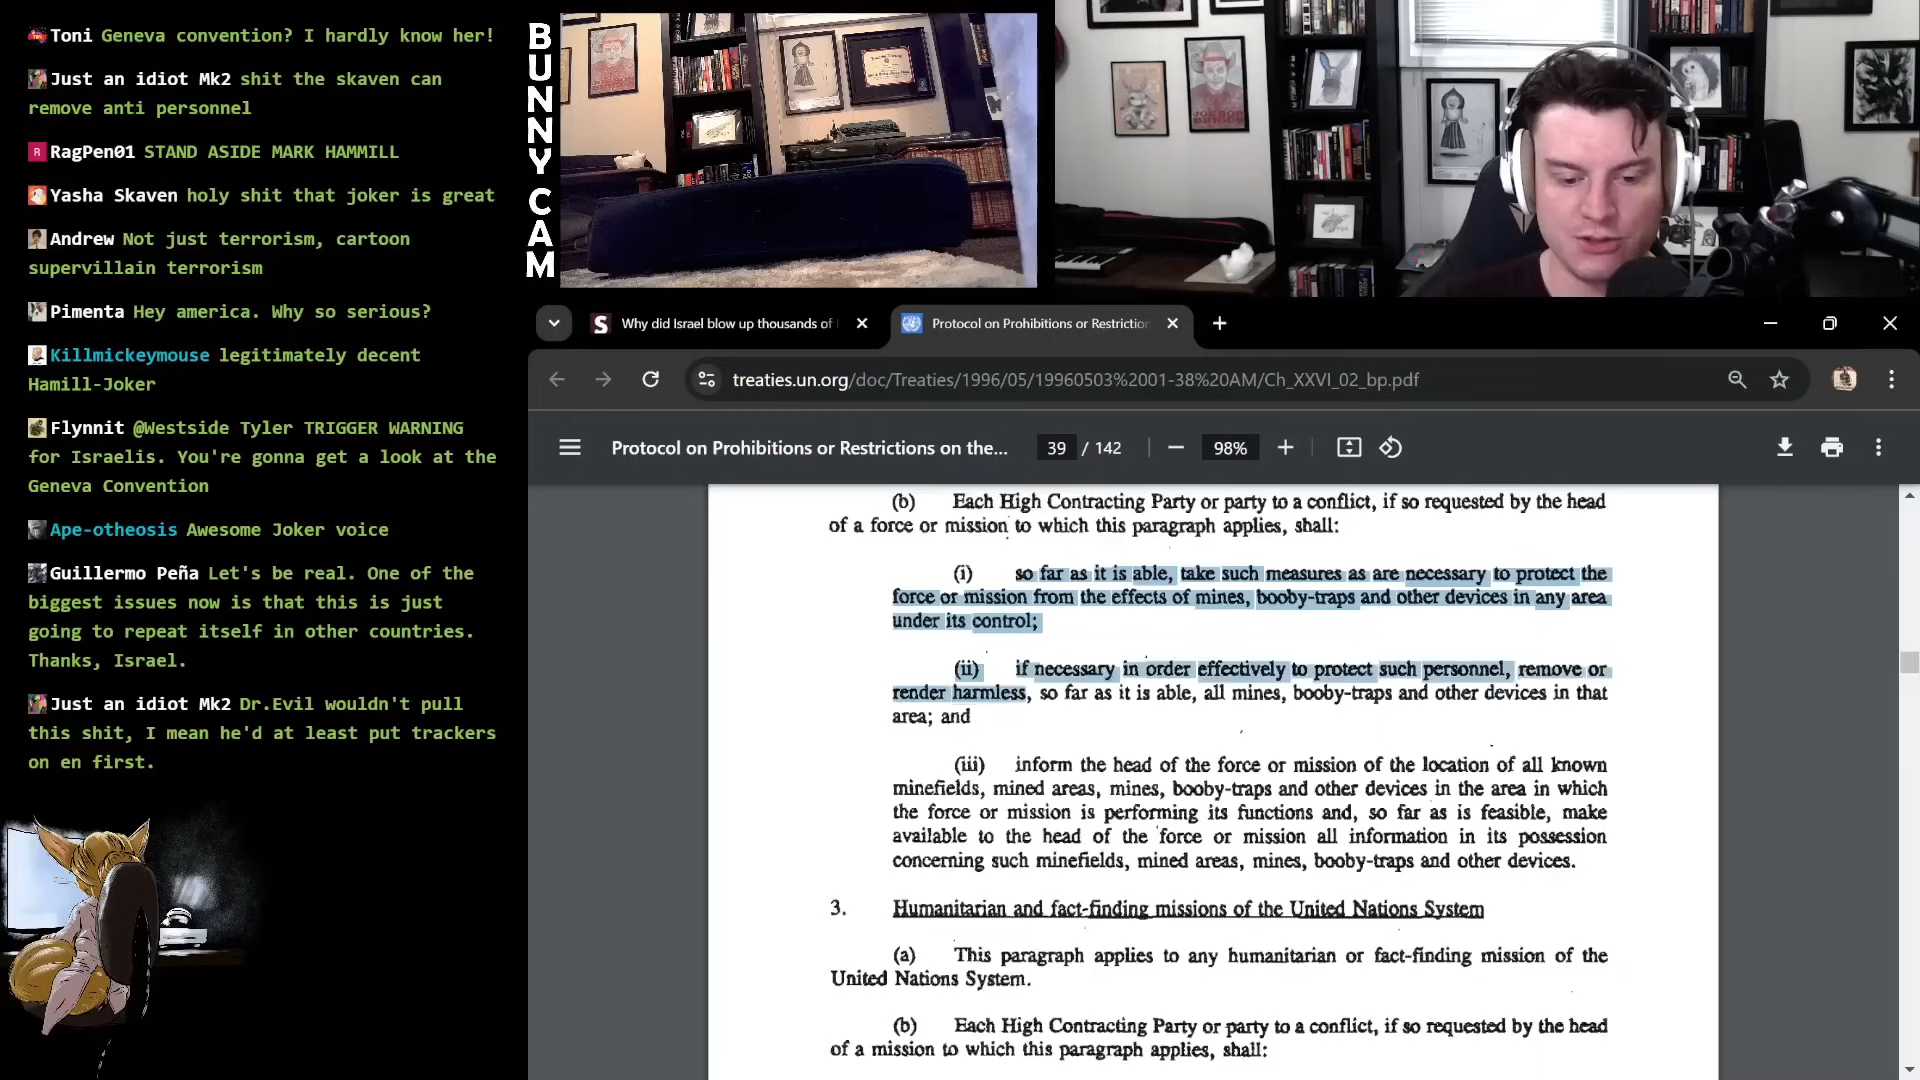 Toni Geneva convention? I hardly know her!
Just an idiot Mk2 shit the skaven can
remove anti personnel
R RagPen01 STAND ASIDE MARK HAMMILL
Yasha Skaven holy shit that joker is great
Andrew Not just terrorism, cartoon
supervillain terrorism
Pimenta Hey america. Why so serious?
Killmickeymouse legitimately decent
Hamill-Joker
Flynnit @Westside Tyler TRIGGER WARNING
for Israelis. You're gonna get a look at the
Geneva Convention
Ape-otheosis Awesome Joker voice
Guillermo Peña Let's be real. One of the
biggest issues now is that this is just
going to repeat itself in other countries.
Thanks, Israel.
Just an idiot Mk2 Dr.Evil wouldn't pull
this shit, I mean he'd at least put trackers
on en first.
BUNNY CAM
S Why did Israel blow up thousands of
Protocol on Prohibitions or Restriction
treaties.un.org/doc/Treaties/1996/05/19960503%2001-38%20AM/Ch_XXVI_02_bp.pdf
Protocol on Prohibitions or Restrictions on the...
39 / 142
98%
(b) Each High Contracting Party or party to a conflict, if so requested by the head
of a force or mission to which this paragraph applies, shall:
(i) so far as it is able, take such measures as are necessary to protect the
force or mission from the effects of mines, booby-traps and other devices in any area
under its control;
(ii) if necessary in order effectively to protect such personnel, remove or
render harmless, so far as it is able, all mines, booby-traps and other devices in that
area; and
(iii) inform the head of the force or mission of the location of all known
minefields, mined areas, mines, booby-traps and other devices in the area in which
the force or mission is performing its functions and, so far as is feasible, make
available to the head of the force or mission all information in its possession
concerning such minefields, mined areas, mines, booby-traps and other devices.
3. Humanitarian and fact-finding missions of the United Nations System
(a) This paragraph applies to any humanitarian or fact-finding mission of the
United Nations System.
(b) Each High Contracting Party or party to a conflict, if so requested by the head
of a mission to which this paragraph applies, shall: